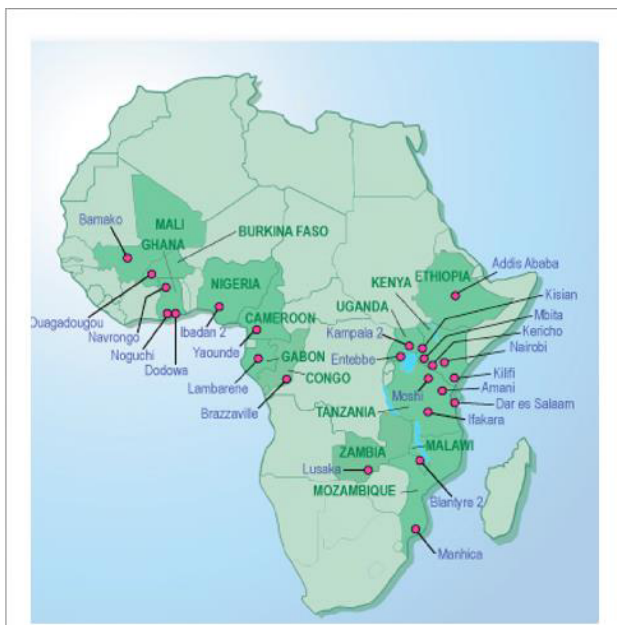 MALI
Bamako
GHANA
BURKINA FASO
NIGERIA
CAMEROON
Ouagadougou
Navrongo
Noguchi
Dodowa
Ibadan 2
Yaounde
GABON
CONGO
Lambarene
Brazzaville
Addis Ababa
ETHIOPIA
KENYA
UGANDA
Kisian
Mbita
Kericho
Nairobi
Kampala 2
Entebbe
Kilifi
Amani
Moshi
Dar es Salaam
TANZANIA
Ifakara
MALAWI
ZAMBIA
Lusaka
MOZAMBIQUE
Blantyre 2
Manhica